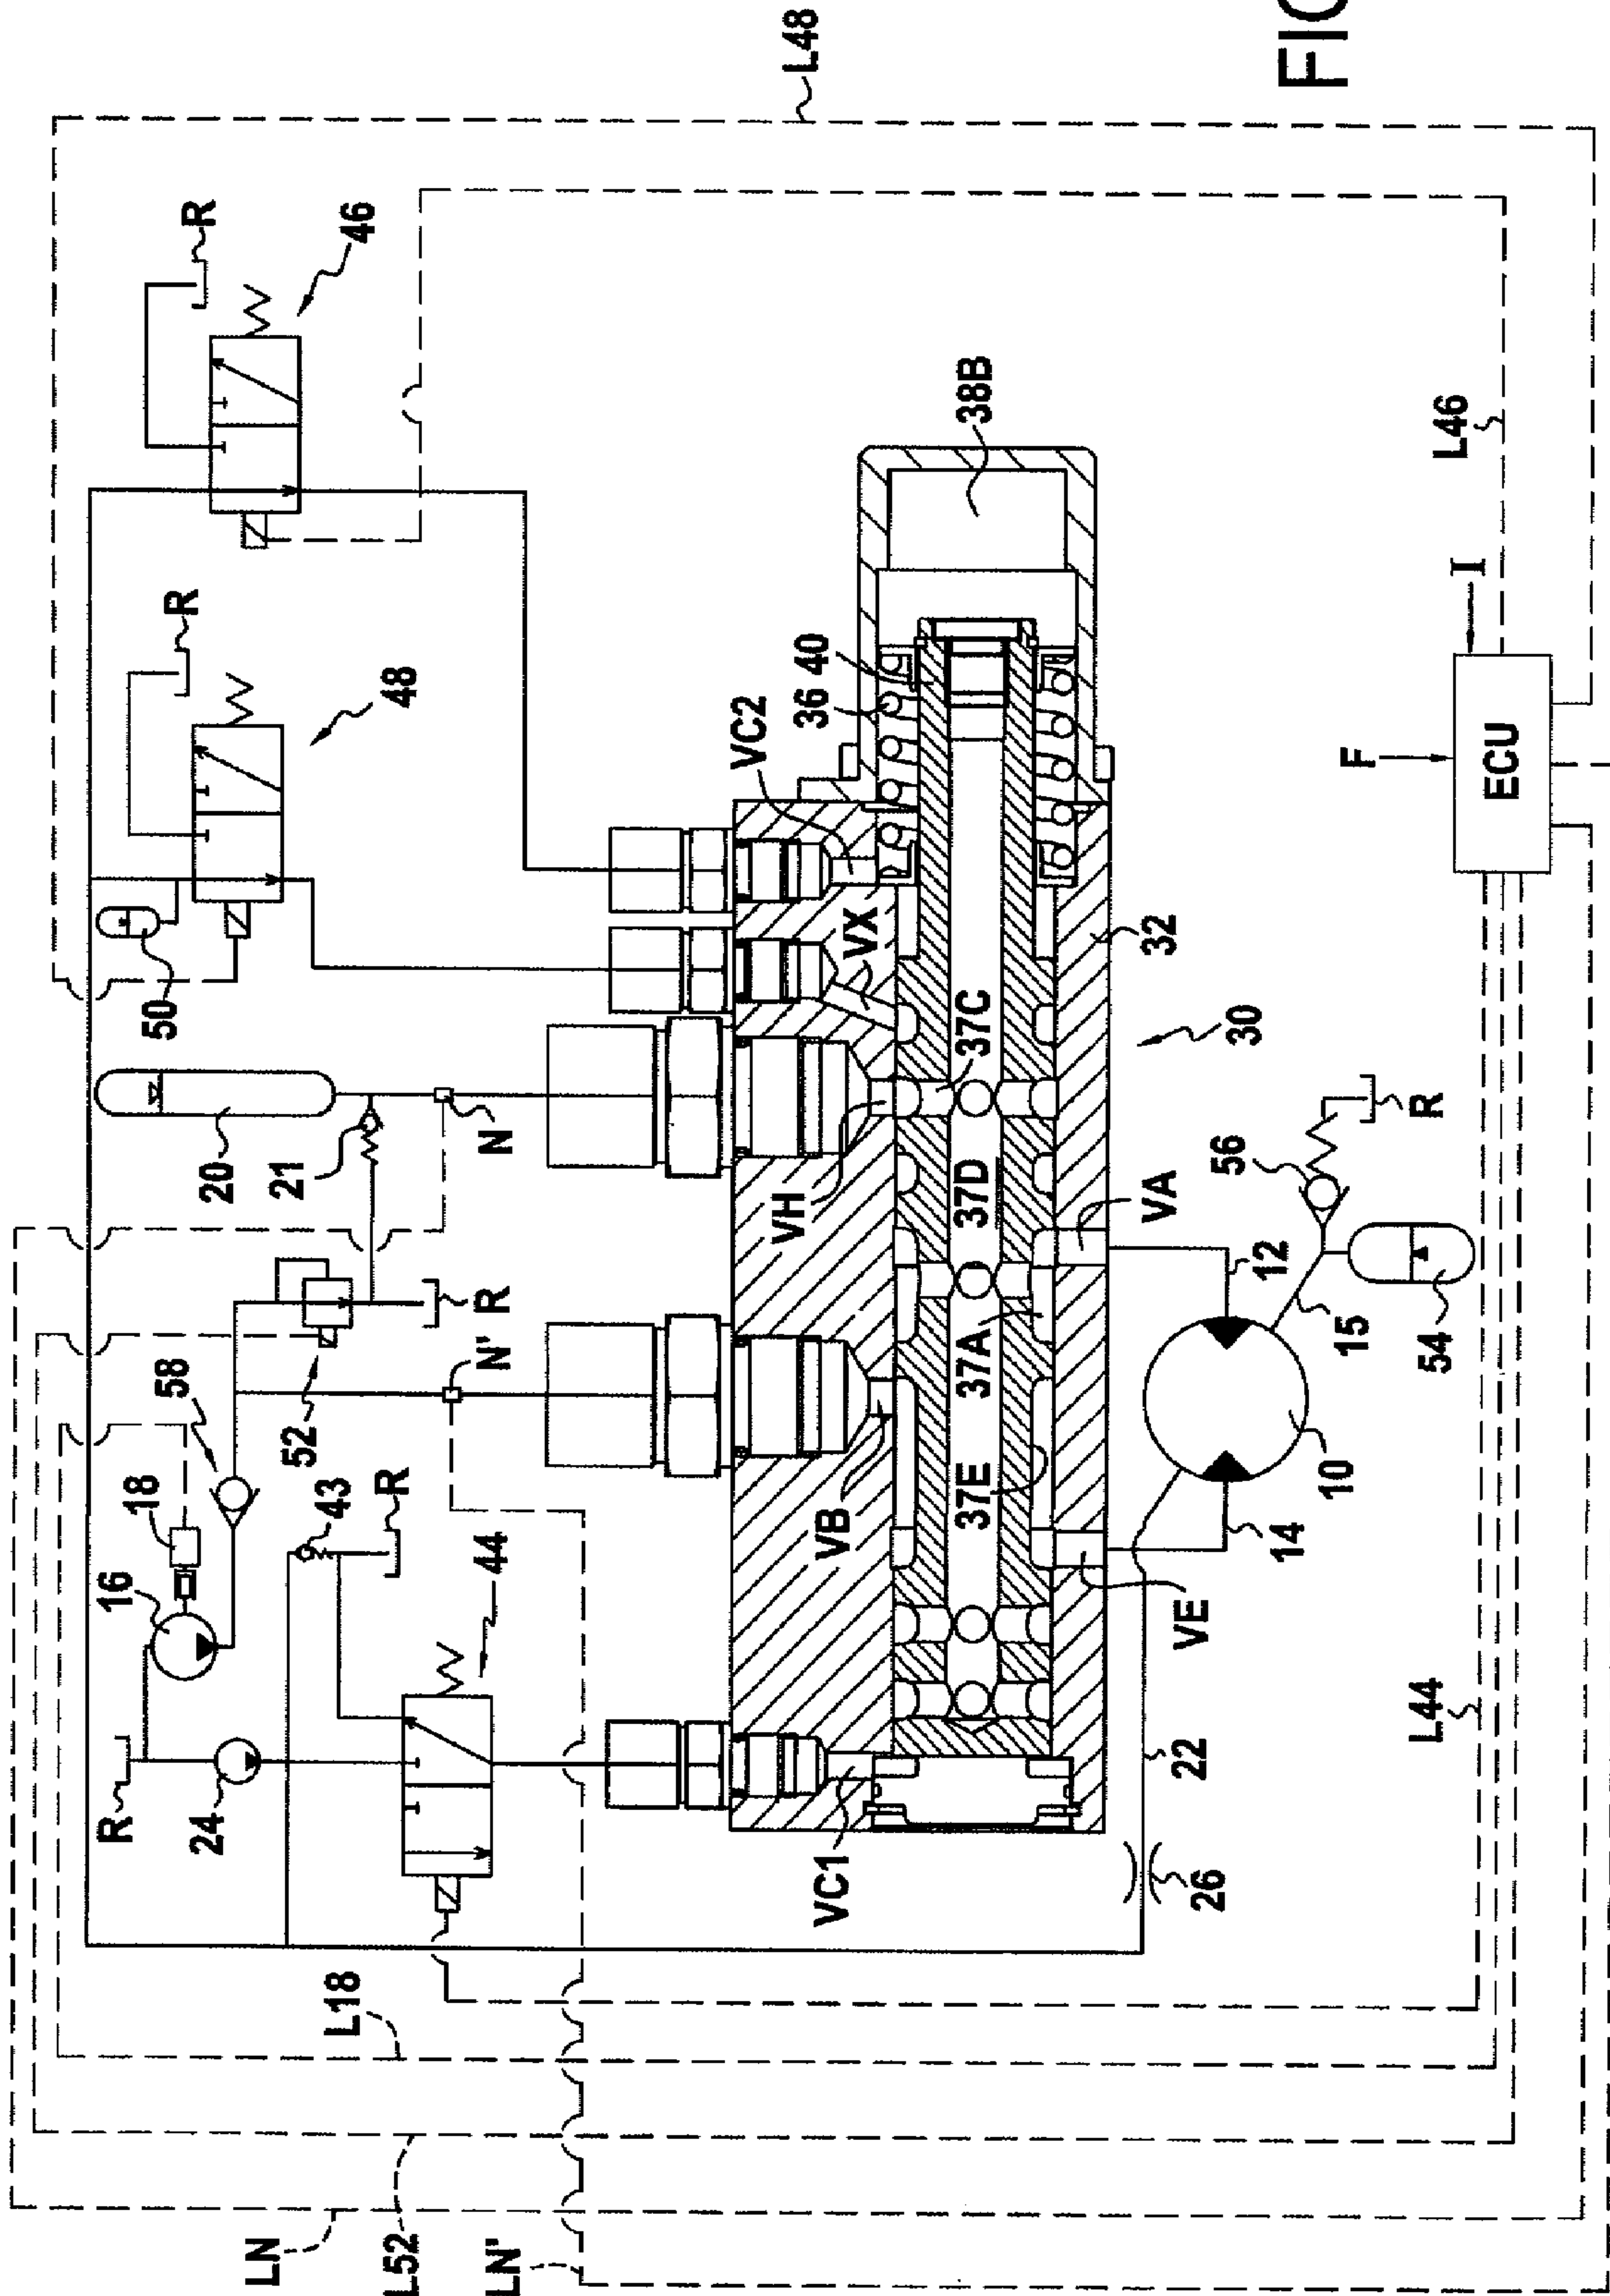 FIG
L48
R
46
R
48
50
20
21
N
38B
40
36
VC2
VX
32
37C
30
VH
37D
VA
56
R
12
15
54
R
52
N'
58
18
16
43
R
44
R
24
VB
37A
37E
10
14
VE
22
26
VC1
L18
L44
L46
I
F
ECU
LN
L52
LN'